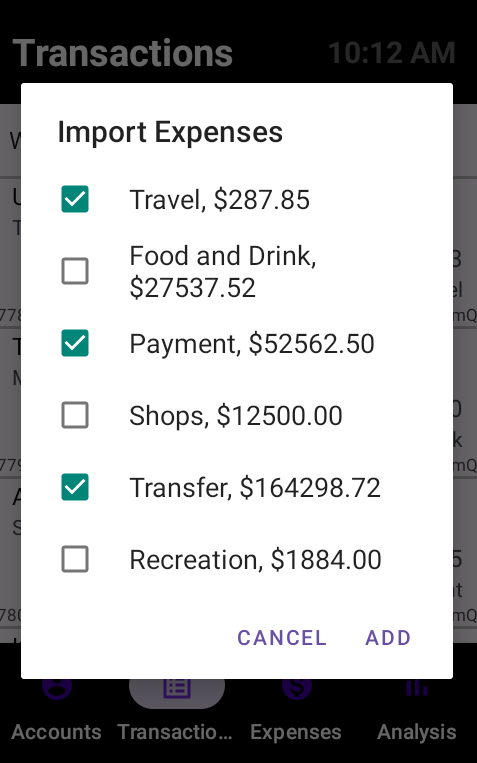 Transactions
10:12 AM
Import Expenses
Travel, $287.85
Food and Drink,
$27537.52
Payment, $52562.50
Shops, $12500.00
Transfer, $164298.72
Recreation, $1884.00
CANCEL
ADD
Accounts
Transactio...
Expenses
Analysis